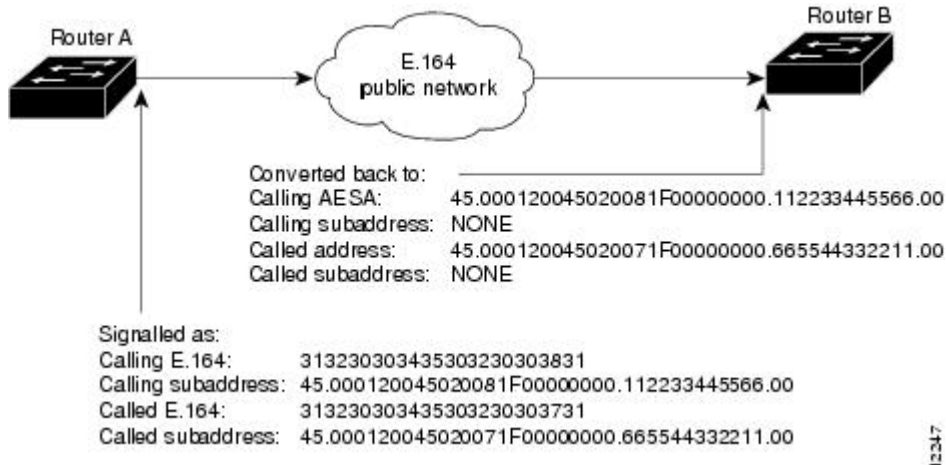 Router A
Router B
E.164
public network
Converted back to:
Calling AESA: 45.000120045020081F00000000.112233445566.00
Calling subaddress: NONE
Called address: 45.000120045020071F00000000.665544332211.00
Called subaddress: NONE
Signalled as:
Calling E.164: 313230303435303230303831
Calling subaddress: 45.000120045020081F00000000.112233445566.00
Called E.164: 313230303435303230303731
Called subaddress: 45.000120045020071F00000000.665544332211.00